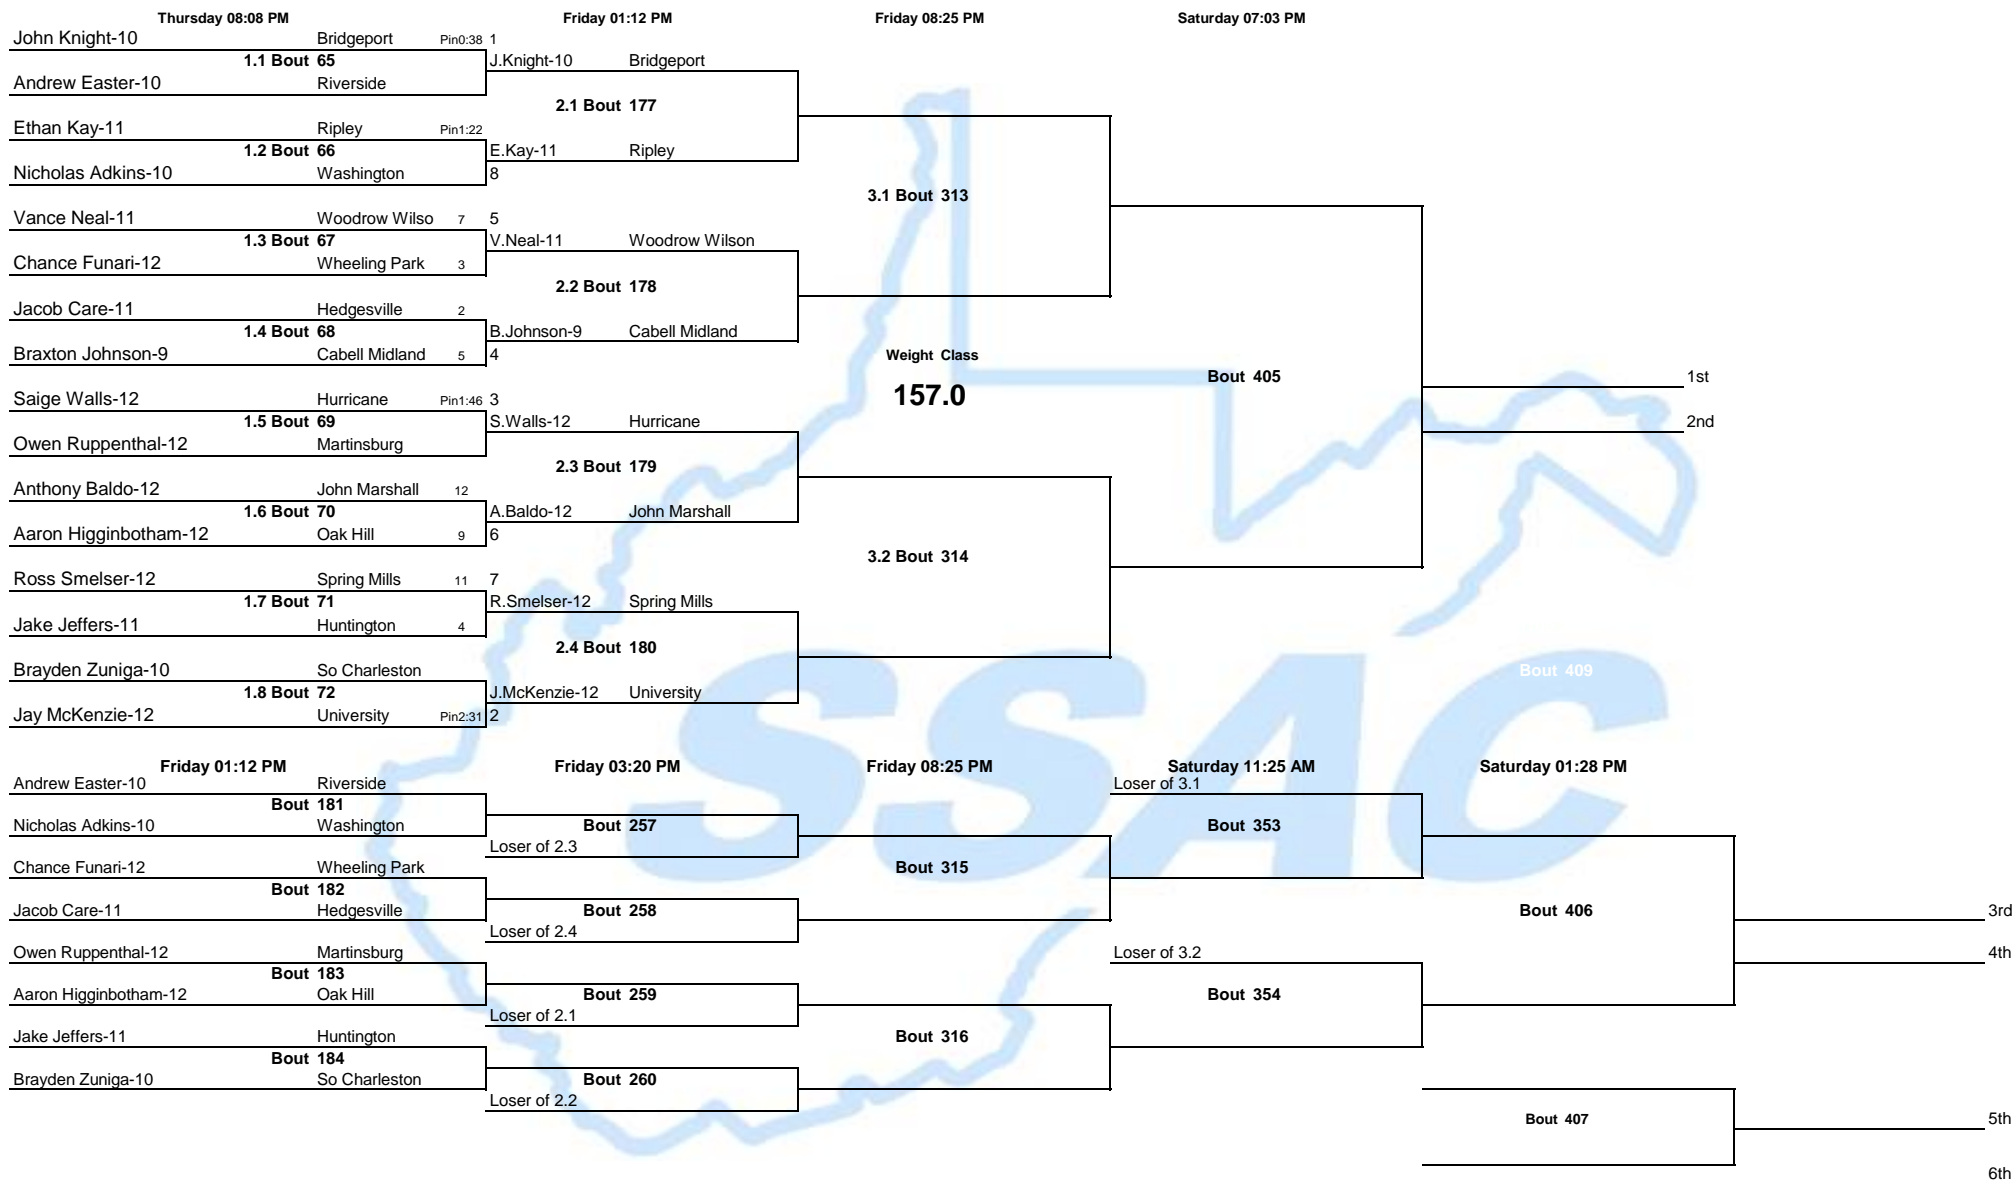 Thursday 08:08 PM Friday 01:12 PM Friday 08:25 PM Saturday 07:03 PM
John Knight-10 Bridgeport Pin0:38 1
1.1 Bout 65 J.Knight-10 Bridgeport
Andrew Easter-10 Riverside
2.1 Bout 177
Ethan Kay-11 Ripley Pin1:22
1.2 Bout 66 E.Kay-11 Ripley
Nicholas Adkins-10 Washington 8
3.1 Bout 313
Vance Neal-11 Woodrow Wilso 7 5
1.3 Bout 67 V.Neal-11 Woodrow Wilson
Chance Funari-12 Wheeling Park 3
2.2 Bout 178
Jacob Care-11 Hedgesville 2
1.4 Bout 68 B.Johnson-9 Cabell Midland
Braxton Johnson-9 Cabell Midland 5 4
Weight Class
Bout 405 1st
157.0
Saige Walls-12 Hurricane Pin1:46 3
1.5 Bout 69 S.Walls-12 Hurricane 2nd
Owen Ruppenthal-12 Martinsburg
2.3 Bout 179
Anthony Baldo-12 John Marshall 12
1.6 Bout 70 A.Baldo-12 John Marshall
Aaron Higginbotham-12 Oak Hill 9 6
3.2 Bout 314
Ross Smelser-12 Spring Mills 11 7
1.7 Bout 71 R.Smelser-12 Spring Mills
Jake Jeffers-11 Huntington 4
2.4 Bout 180
Brayden Zuniga-10 So Charleston Bout 409
1.8 Bout 72 J.McKenzie-12 University
Jay McKenzie-12 University Pin2:31 2
SSAC
Friday 01:12 PM Friday 03:20 PM Friday 08:25 PM Saturday 11:25 AM Saturday 01:28 PM
Andrew Easter-10 Riverside Loser of 3.1
Bout 181
Nicholas Adkins-10 Washington Bout 257 Bout 353
Loser of 2.3
Chance Funari-12 Wheeling Park Bout 315
Bout 182
Jacob Care-11 Hedgesville Bout 258 Bout 406 3rd
Loser of 2.4
Owen Ruppenthal-12 Martinsburg Loser of 3.2 4th
Bout 183
Aaron Higginbotham-12 Oak Hill Bout 259 Bout 354
Loser of 2.1
Jake Jeffers-11 Huntington Bout 316
Bout 184
Brayden Zuniga-10 So Charleston Bout 260
Loser of 2.2
Bout 407 5th
6th